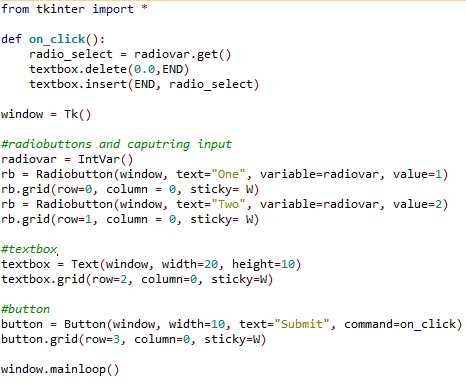 from tkinter import *
def on_click():
    radio_select = radiovar.get()
    textbox.delete(0.0,END)
    textbox.insert(END, radio_select)
window = Tk()
#radiobuttons and caputring input
radiovar = IntVar()
rb = Radiobutton(window, text="One", variable=radiovar, value=1)
rb.grid(row=0, column = 0, sticky= W)
rb = Radiobutton(window, text="Two", variable=radiovar, value=2)
rb.grid(row=1, column = 0, sticky= W)
#textbox
textbox = Text(window, width=20, height=10)
textbox.grid(row=2, column=0, sticky=W)
#button
button = Button(window, width=10, text="Submit", command=on_click)
button.grid(row=3, column=0, sticky=W)
window.mainloop()